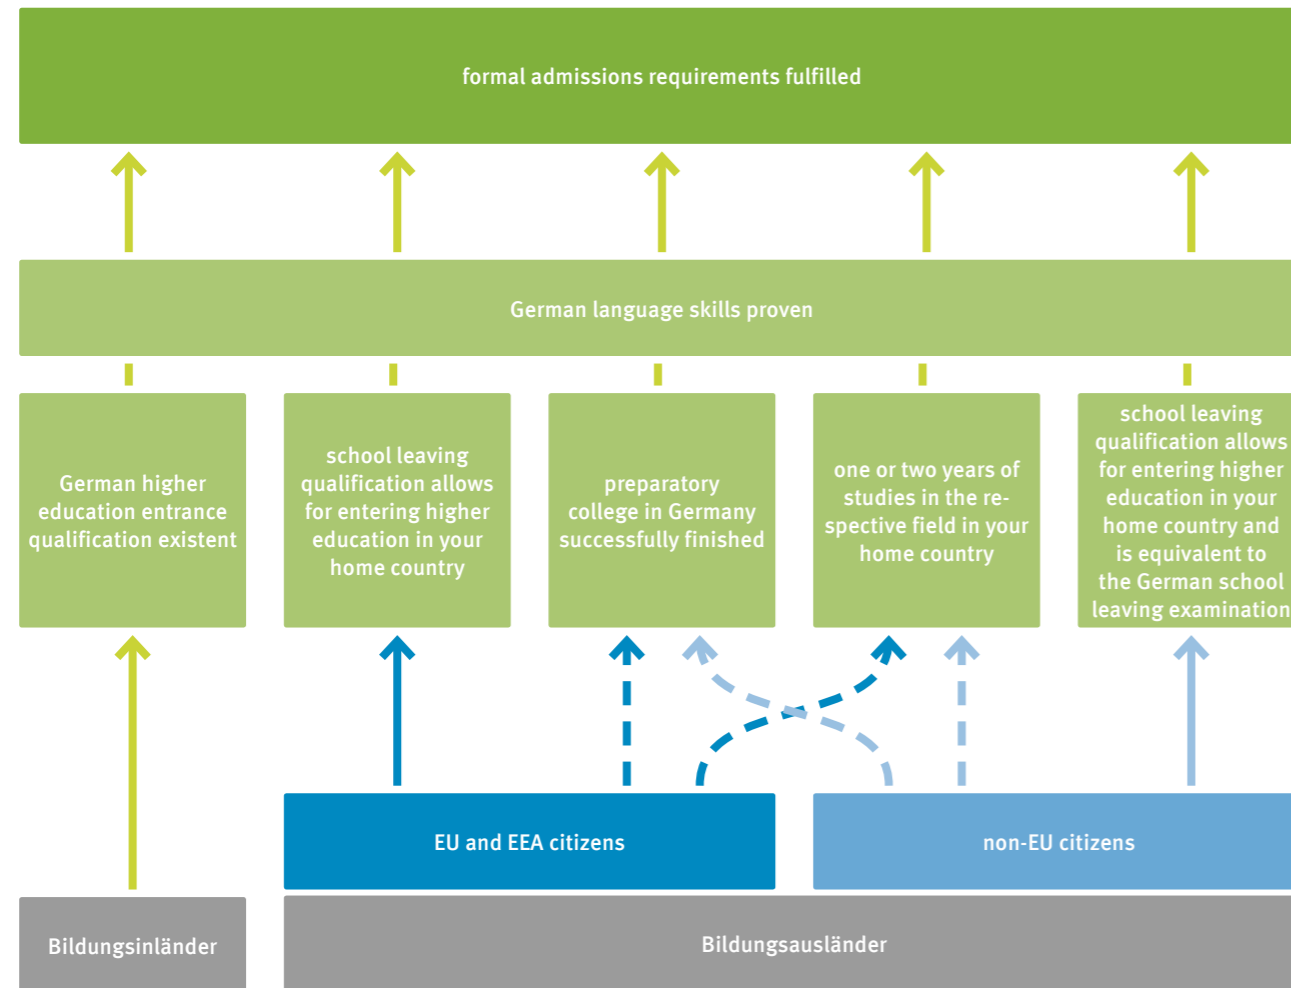 formal admissions requirements fulfilled
German language skills proven
German higher
education entrance
qualification existent
school leaving
qualification allows
for entering higher
education in your
home country
preparatory
college in Germany
successfully finished
one or two years of
studies in the re-
spective field in your
home country
school leaving
qualification allows
for entering higher
education in your
home country and
is equivalent to
the German school
leaving examination
EU and EEA citizens
non-EU citizens
Bildungsinländer
Bildungsausländer